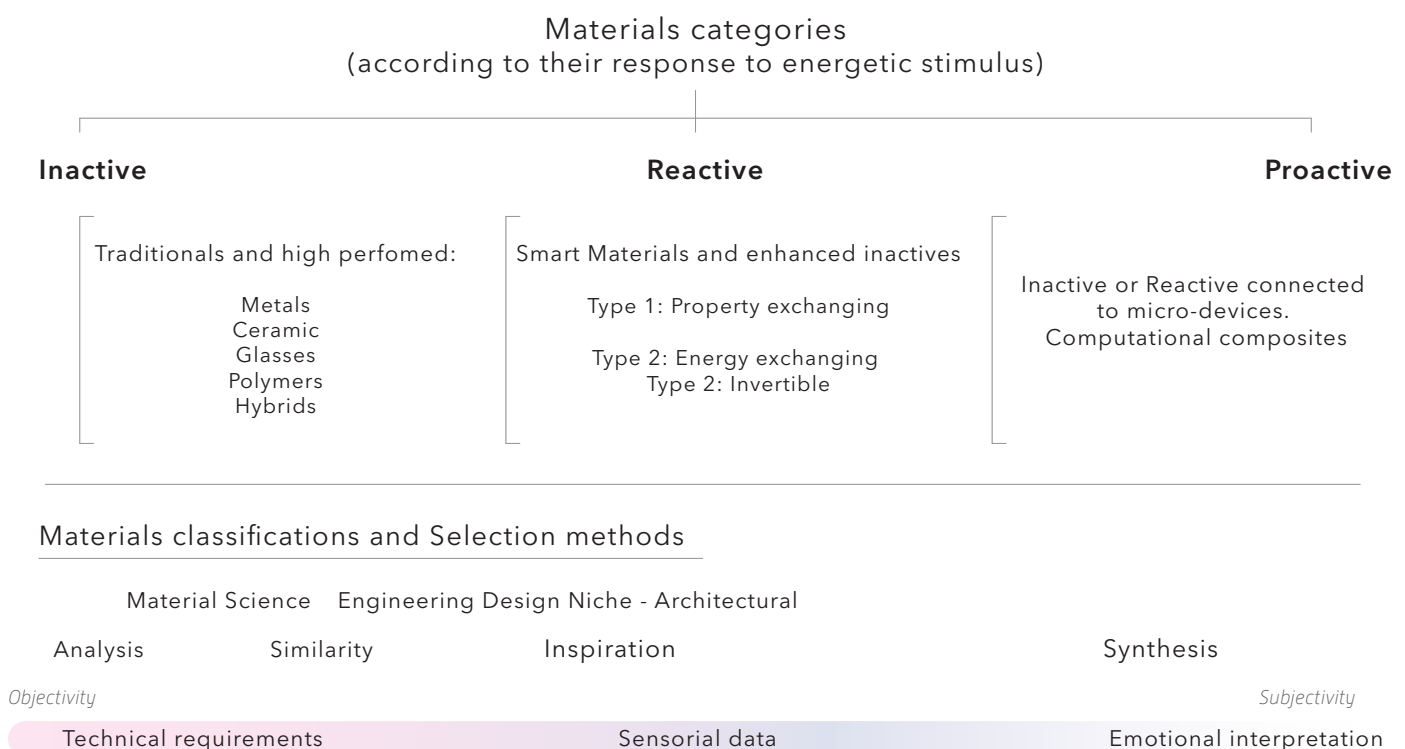 Materials categories
(according to their response to energetic stimulus)
Inactive
Reactive
Proactive
Traditionals and high perfomed:
Metals
Ceramic
Glasses
Polymers
Hybrids
Smart Materials and enhanced inactives
Type 1: Property exchanging
Type 2: Energy exchanging
Type 2: Invertible
Inactive or Reactive connected
to micro-devices.
Computational composites
Materials classifications and Selection methods
Material Science Engineering Design Niche - Architectural
Analysis Similarity Inspiration Synthesis
Objectivity Subjectivity
Technical requirements Sensorial data Emotional interpretation